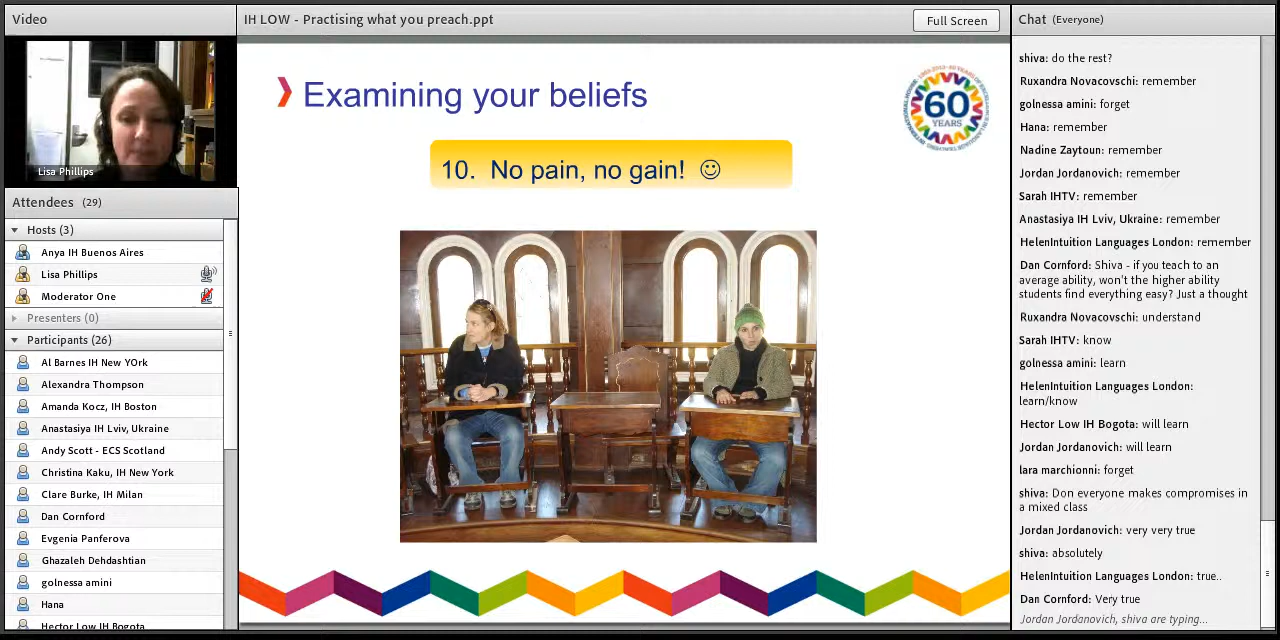 Video
IH LOW - Practising what you preach.ppt
Full Screen
Chat (Everyone)
Lisa Phillips
Attendees (29)
Hosts (3)
Anya IH Buenos Aires
Lisa Phillips
Moderator One
Presenters (0)
Participants (26)
Al Barnes IH New YOrk
Alexandra Thompson
Amanda Kocz, IH Boston
Anastasiya IH Lviv, Ukraine
Andy Scott - ECS Scotland
Christina Kaku, IH New York
Clare Burke, IH Milan
Dan Cornford
Evgenia Panferova
Ghazaleh Dehdashtian
golnessa amini
Hana
Hector Low IH Bogota
Examining your beliefs
60
YEARS
10. No pain, no gain! ☺
shiva: do the rest?
Ruxandra Novacovschi: remember
golnessa amini: forget
Hana: remember
Nadine Zaytoun: remember
Jordan Jordanovich: remember
Sarah IHTV: remember
Anastasiya IH Lviv, Ukraine: remember
HelenIntuition Languages London: remember
Dan Cornford: Shiva - if you teach to an
average ability, won't the higher ability
students find everything easy? Just a thought
Ruxandra Novacovschi: understand
Sarah IHTV: know
golnessa amini: learn
HelenIntuition Languages London:
learn/know
Hector Low IH Bogota: will learn
Jordan Jordanovich: will learn
lara marchionni: forget
shiva: Don everyone makes compromises in
a mixed class
Jordan Jordanovich: very very true
shiva: absolutely
HelenIntuition Languages London: true..
Dan Cornford: Very true
Jordan Jordanovich, shiva are typing...